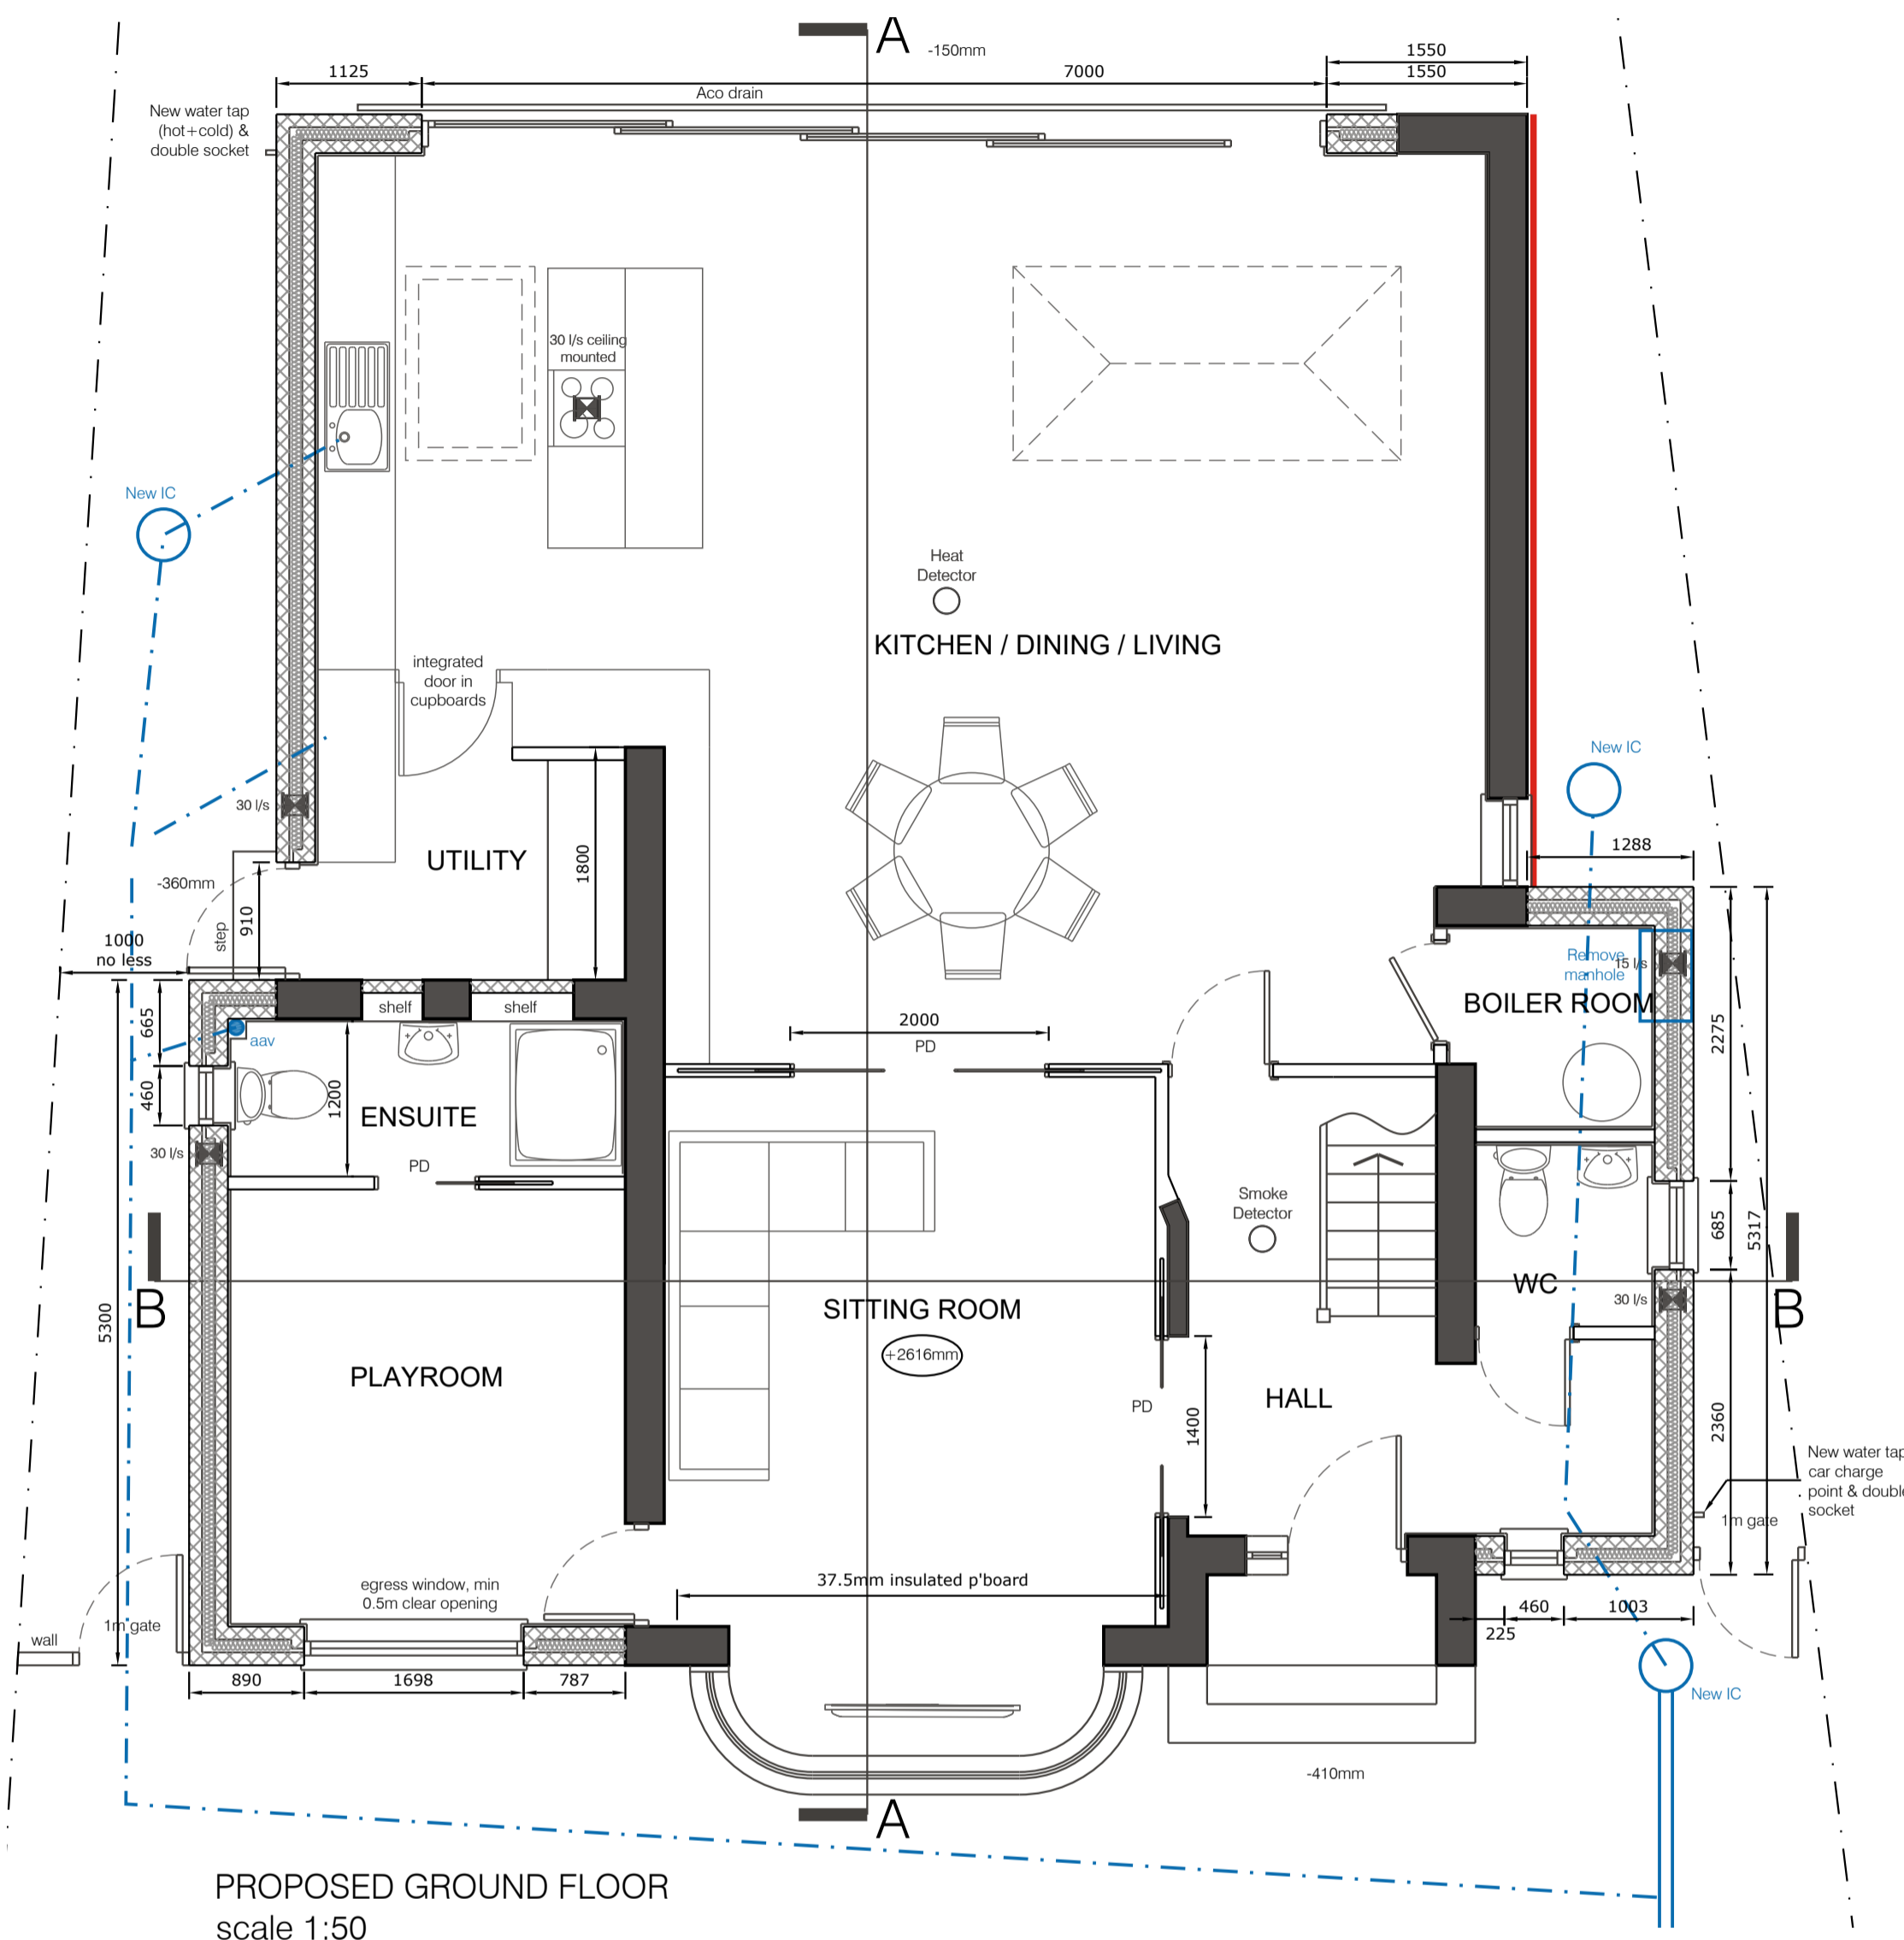 A
-150mm
1550
1125
7000
1550
Aco drain
New water tap
(hot+cold) &
double socket
30 l/s ceiling
mounted
New IC
Heat
Detector
KITCHEN / DINING / LIVING
integrated
door in
cupboards
New IC
30 l/s
UTILITY
1800
1288
-360mm
910
step
1000
no less
Remove
manhole
15 l/s
BOILER ROOM
shelf
shelf
665
aav
2000
PD
2275
460
1200
ENSUITE
30 l/s
PD
Smoke
Detector
685
5317
B
5300
SITTING ROOM
+2616mm
WC
30 l/s
B
PLAYROOM
PD
1400
HALL
2360
New water tap
car charge
point & double
socket
1m gate
37.5mm insulated p'board
egress window, min
0.5m clear opening
1m gate
wall
460
1003
225
890
1698
787
New IC
-410mm
A
PROPOSED GROUND FLOOR
scale 1:50